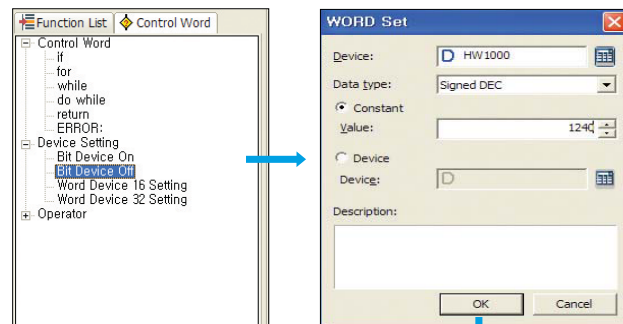 Function List Control Word
Control Word
if
for
while
do while
return
ERROR:
Device Setting
Bit Device On
Bit Device Off
Word Device 16 Setting
Word Device 32 Setting
Operator
WORD Set
Device: D HW1000
Data type: Signed DEC
Constant
Value: 1240
Device
Device: D
Description:
OK Cancel